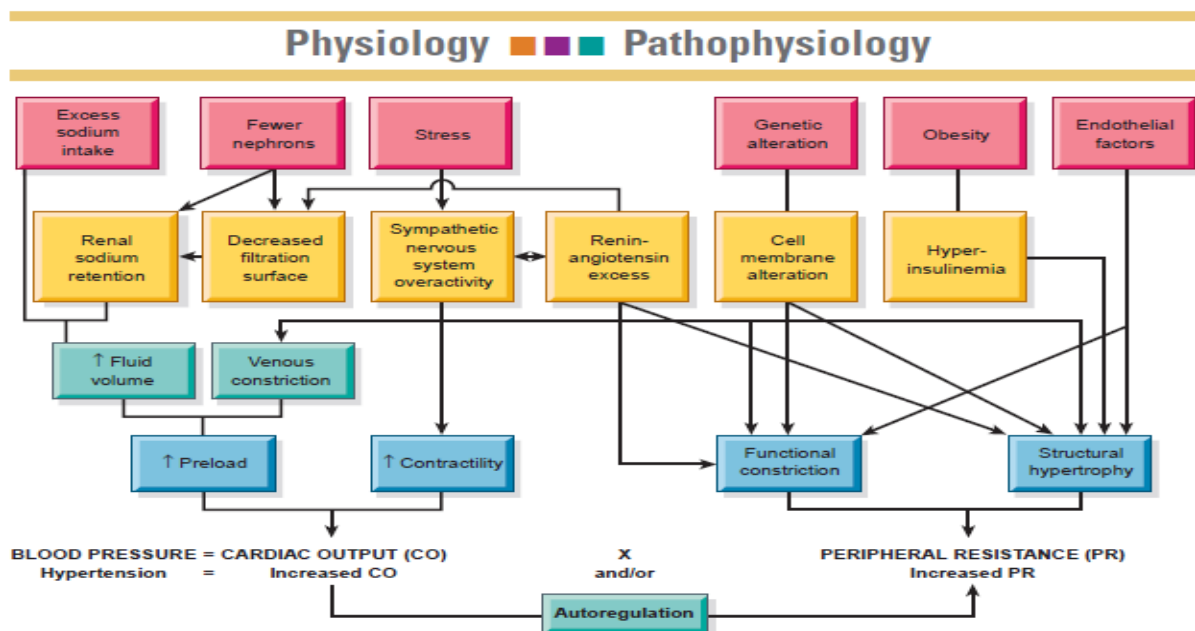 Physiology Pathophysiology
Excess
sodium
intake
Fewer
nephrons
Stress
Genetic
alteration
Obesity
Endothelial
factors
Renal
sodium
retention
Decreased
filtration
surface
Sympathetic
nervous
system
overactivity
Renin-
angiotensin
excess
Cell
membrane
alteration
Hyper-
insulinemia
↑ Fluid
volume
Venous
constriction
↑ Preload
↑ Contractility
Functional
constriction
Structural
hypertrophy
BLOOD PRESSURE = CARDIAC OUTPUT (CO) X PERIPHERAL RESISTANCE (PR)
Hypertension = Increased CO and/or Increased PR
Autoregulation